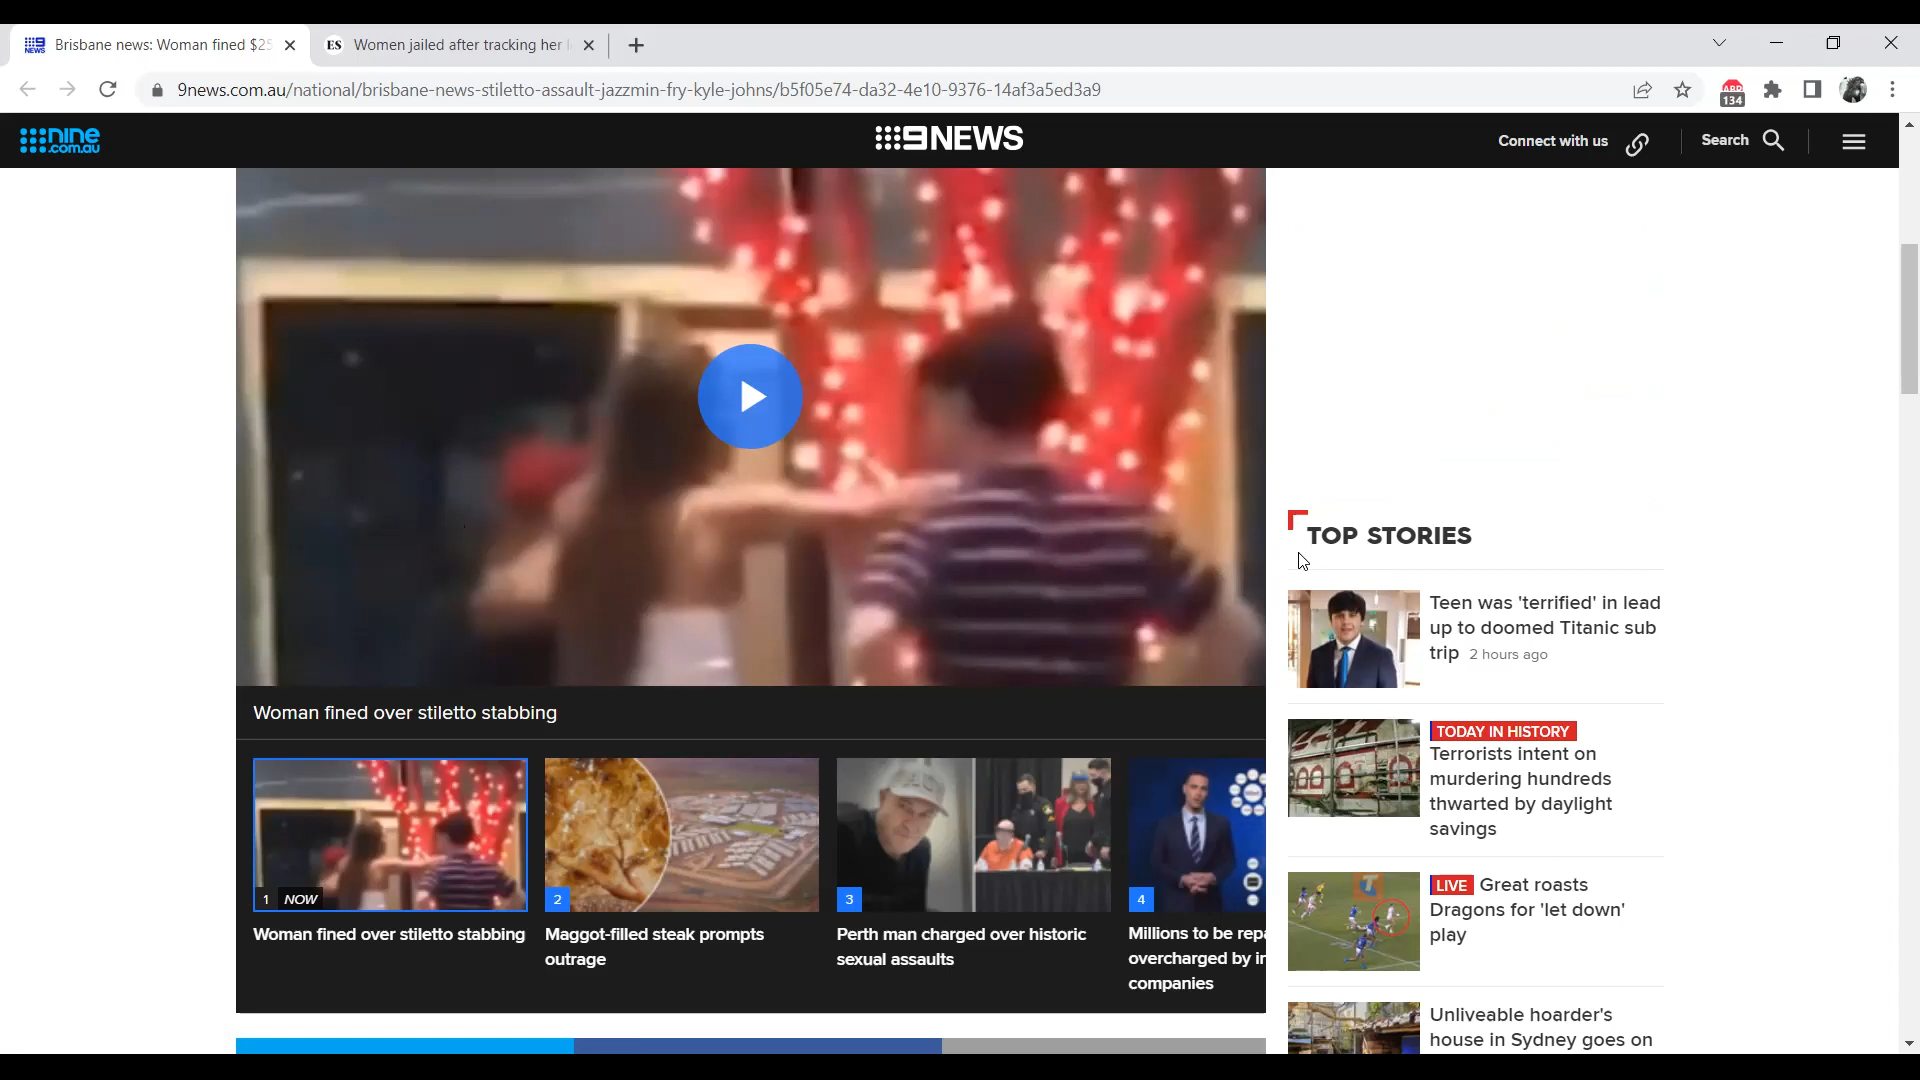 Brisbane news: Woman fined $25
ES Women jailed after tracking her
9news.com.au/national/brisbane-news-stiletto-assault-jazzmin-fry-kyle-johns/b5f05e74-da32-4e10-9376-14af3a5ed3a9
ABP
134
nine
.com.au
9NEWS
Connect with us
Search
Woman fined over stiletto stabbing
1 NOW
Woman fined over stiletto stabbing
2
Maggot-filled steak prompts
outrage
3
Perth man charged over historic
sexual assaults
4
Millions to be repa
overcharged by in
companies
TOP STORIES
Teen was 'terrified' in lead
up to doomed Titanic sub
trip 2 hours ago
TODAY IN HISTORY
Terrorists intent on
murdering hundreds
thwarted by daylight
savings
LIVE Great roasts
Dragons for 'let down'
play
Unliveable hoarder's
house in Sydney goes on